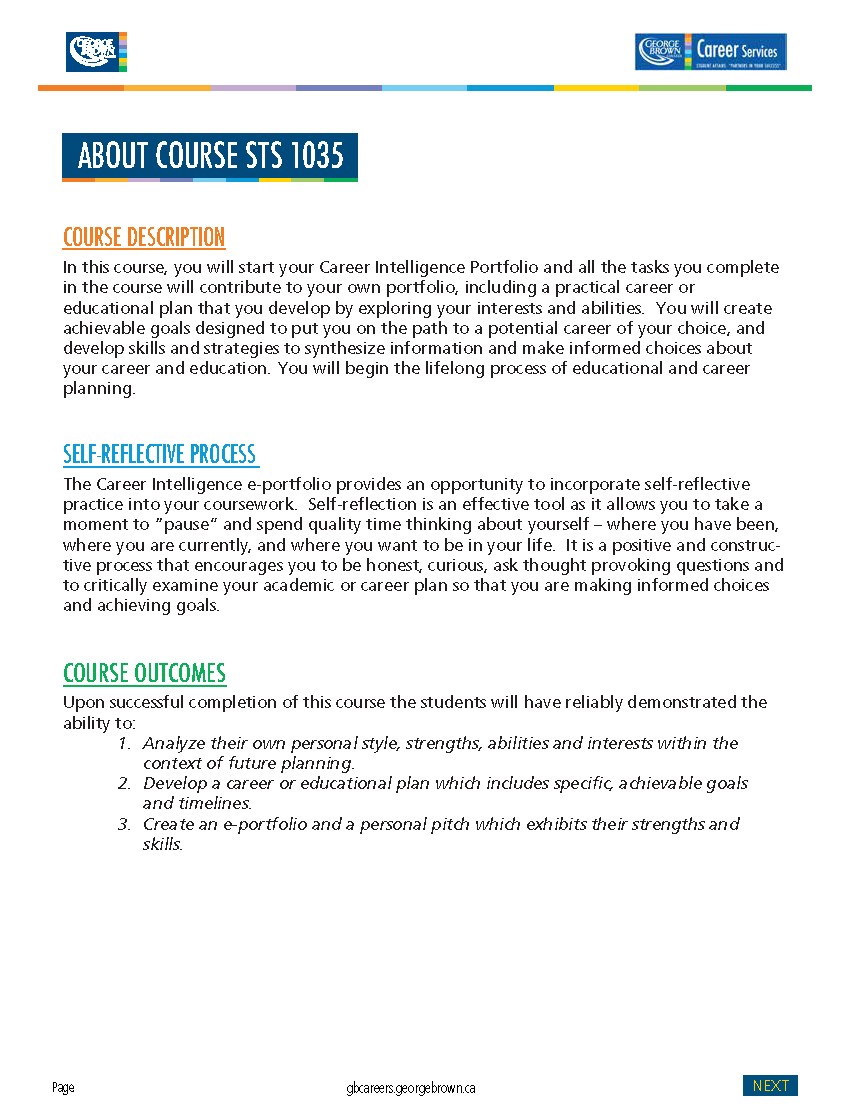 GEORGE
BROWN
GEORGE
BROWN
COLLEGE
Career Services
STUDENT AFFAIRS: "PARTNERS IN YOUR SUCCESS"
ABOUT COURSE STS 1035
COURSE DESCRIPTION
In this course, you will start your Career Intelligence Portfolio and all the tasks you complete
in the course will contribute to your own portfolio, including a practical career or
educational plan that you develop by exploring your interests and abilities.  You will create
achievable goals designed to put you on the path to a potential career of your choice, and
develop skills and strategies to synthesize information and make informed choices about
your career and education.  You will begin the lifelong process of educational and career
planning.
SELF-REFLECTIVE PROCESS
The Career Intelligence e-portfolio provides an opportunity to incorporate self-reflective
practice into your coursework.  Self-reflection is an effective tool as it allows you to take a
moment to "pause" and spend quality time thinking about yourself – where you have been,
where you are currently, and where you want to be in your life.  It is a positive and construc-
tive process that encourages you to be honest, curious, ask thought provoking questions and
to critically examine your academic or career plan so that you are making informed choices
and achieving goals.
COURSE OUTCOMES
Upon successful completion of this course the students will have reliably demonstrated the
ability to:
1. Analyze their own personal style, strengths, abilities and interests within the
context of future planning.
2. Develop a career or educational plan which includes specific, achievable goals
and timelines.
3. Create an e-portfolio and a personal pitch which exhibits their strengths and
skills.
Page
gbcareers.georgebrown.ca
NEXT